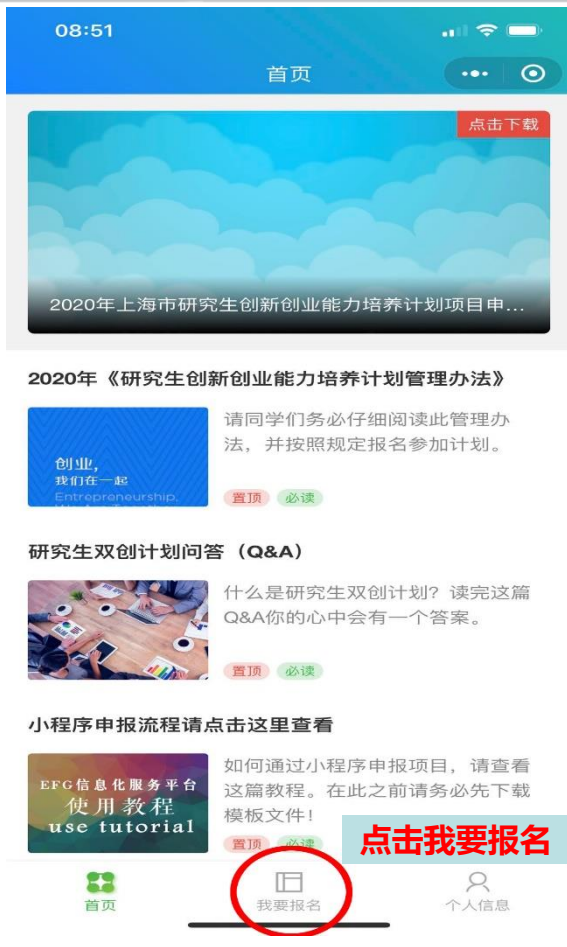 08:51
首页
点击下载
2020年上海市研究生创新创业能力培养计划项目申...
2020年《研究生创新创业能力培养计划管理办法》
请同学们务必仔细阅读此管理办
法，并按照规定报名参加计划。
创业，
我们在一起
Entrepreneurship,
置顶 必读
研究生双创计划问答（Q&A）
什么是研究生双创计划？读完这篇
Q&A你的心中会有一个答案。
置顶 必读
小程序申报流程请点击这里查看
如何通过小程序申报项目，请查看
这篇教程。在此之前请务必先下载
模板文件！
EFG信息化服务平台
使用教程
use tutorial
置顶 必读
点击我要报名
首页
我要报名
个人信息